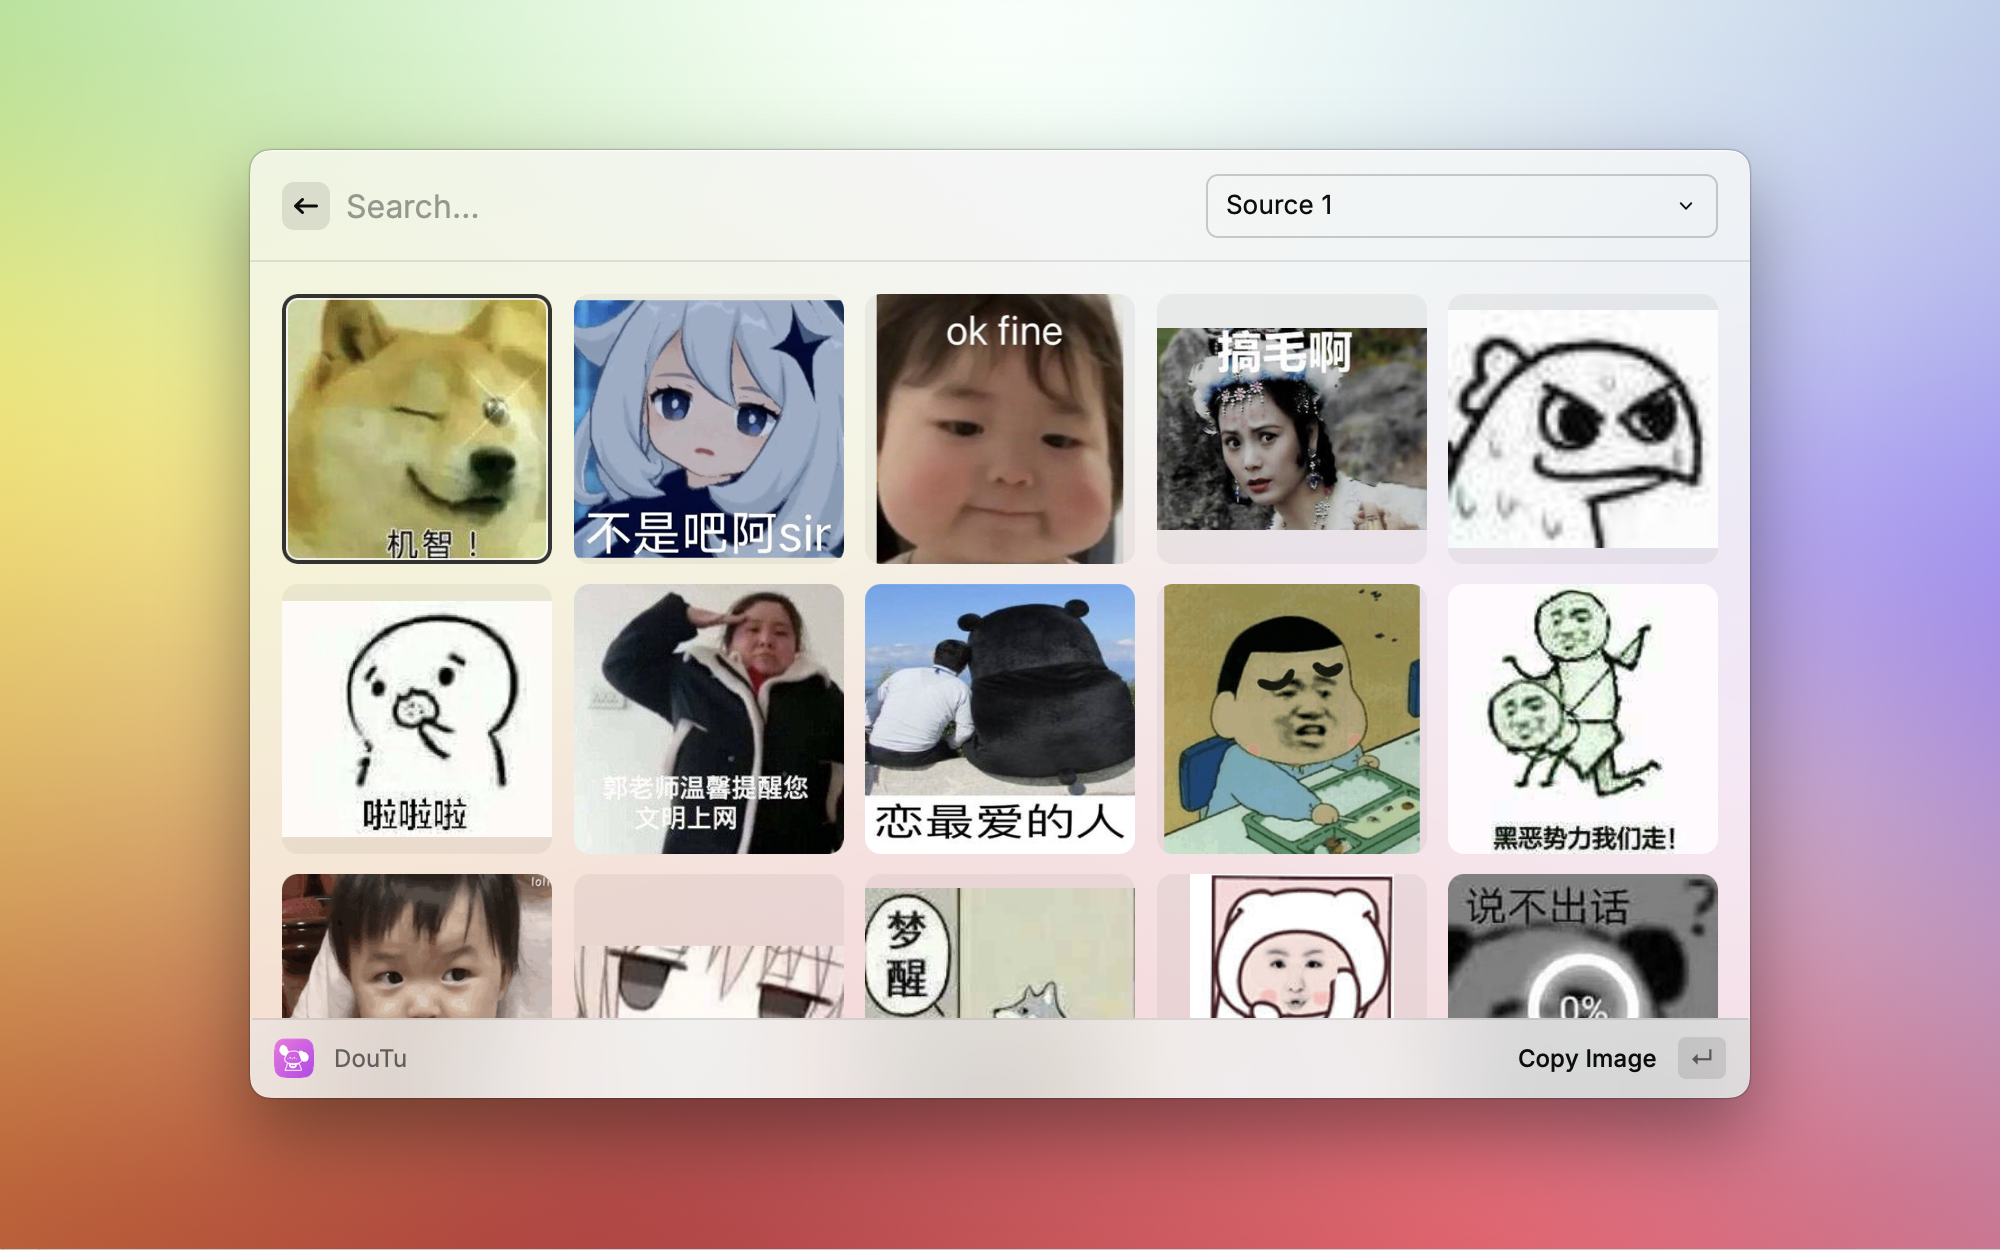 Search...
Source 1
机智！
不是吧阿sir
ok fine
搞毛啊
啦啦啦
郭老师温馨提醒您
文明上网
恋最爱的人
黑恶势力我们走!
梦
醒
说不出话
?
0%
DouTu
Copy Image